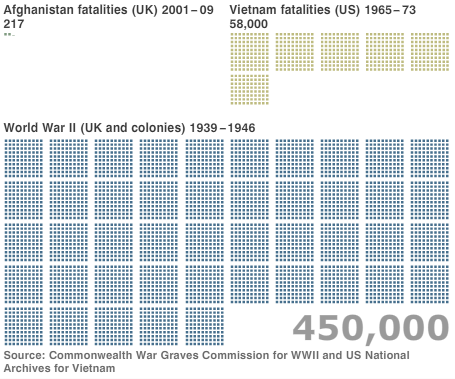 Afghanistan fatalities (UK) 2001–09
217
Vietnam fatalities (US) 1965–73
58,000
World War II (UK and colonies) 1939–1946
450,000
Source: Commonwealth War Graves Commission for WWII and US National
Archives for Vietnam